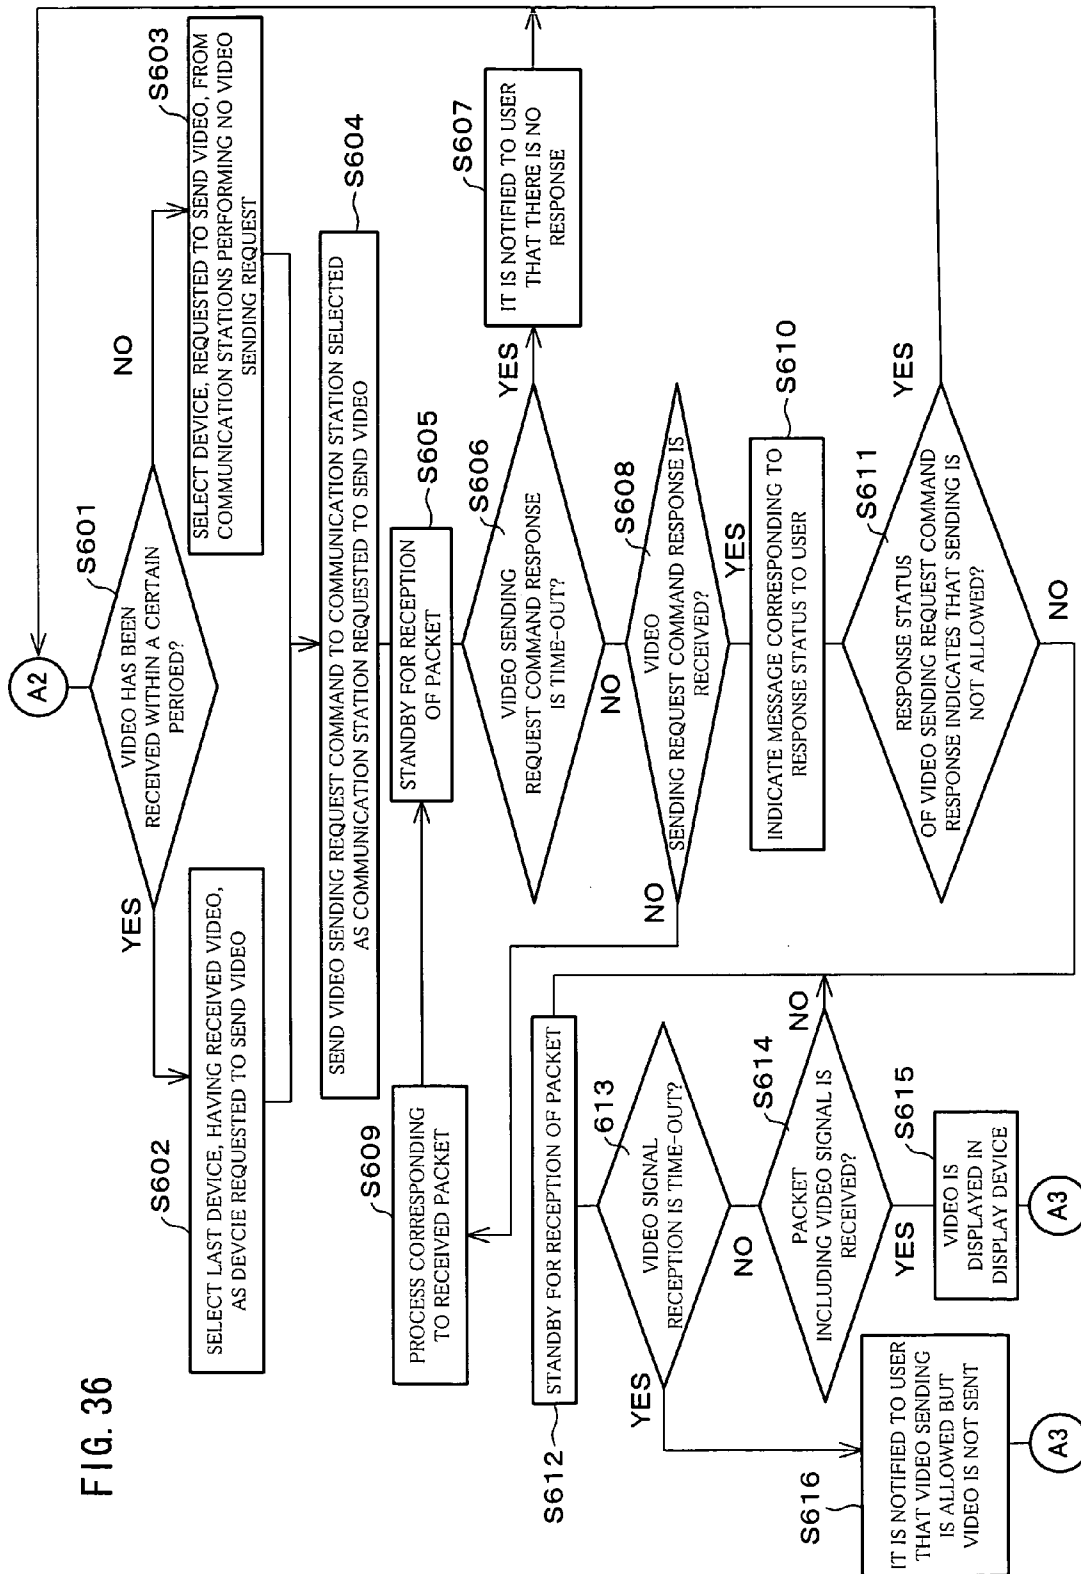 FIG. 36
A2
S601
VIDEO HAS BEEN
RECEIVED WITHIN A CERTAIN
PERIOED?
YES
NO
S602
SELECT LAST DEVICE, HAVING RECEIVED VIDEO,
AS DEVCIE REQUESTED TO SEND VIDEO
S603
SELECT DEVICE, REQUESTED TO SEND VIDEO, FROM
COMMUNICATION STATIONS PERFORMING NO VIDEO
SENDING REQUEST
S604
SEND VIDEO SENDING REQUEST COMMAND TO COMMUNICATION STATION SELECTED
AS COMMUNICATION STATION REQUESTED TO SEND VIDEO
S605
STANDBY FOR RECEPTION
OF PACKET
S606
VIDEO SENDING
REQUEST COMMAND RESPONSE
IS TIME-OUT?
YES
NO
S607
IT IS NOTIFIED TO USER
THAT THERE IS NO
RESPONSE
S608
VIDEO
SENDING REQUEST COMMAND RESPONSE IS
RECEIVED?
NO
YES
S609
PROCESS CORRESPONDING
TO RECEIVED PACKET
S610
INDICATE MESSAGE CORRESPONDING TO
RESPONSE STATUS TO USER
S611
RESPONSE STATUS
OF VIDEO SENDING REQUEST COMMAND
RESPONSE INDICATES THAT SENDING IS
NOT ALLOWED?
YES
NO
S612
STANDBY FOR RECEPTION OF PACKET
613
VIDEO SIGNAL
RECEPTION IS TIME-OUT?
YES
NO
S614
PACKET
INCLUDING VIDEO SIGNAL IS
RECEIVED?
NO
YES
S615
VIDEO IS
DISPLAYED IN
DISPLAY DEVICE
A3
S616
IT IS NOTIFIED TO USER
THAT VIDEO SENDING
IS ALLOWED BUT
VIDEO IS NOT SENT
A3